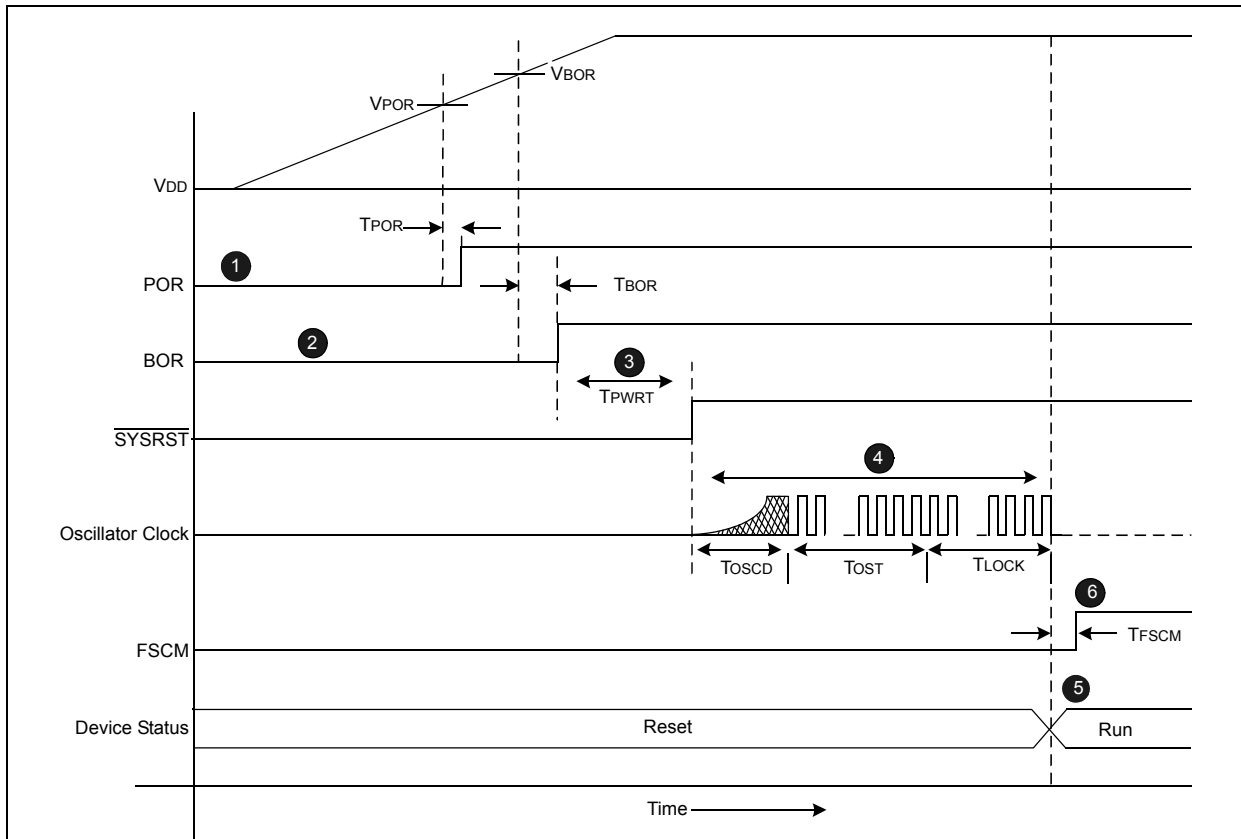 VBOR
VPOR
VDD
TPOR
1
POR
TBOR
2
BOR
3
TPWRT
SYSRST
4
Oscillator Clock
TOSCD
TOST
TLOCK
6
FSCM
TFSCM
5
Device Status
Reset
Run
Time